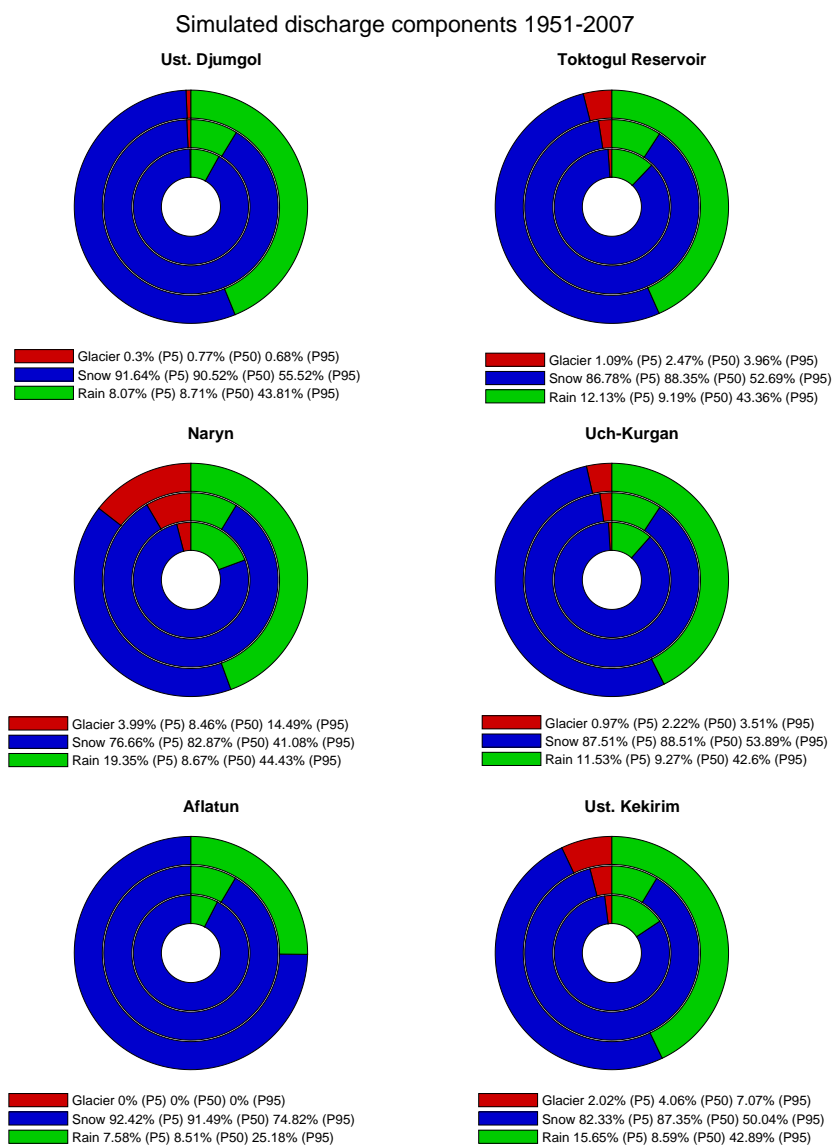 Simulated discharge components 1951-2007
Ust. Djumgol
Glacier 0.3% (P5) 0.77% (P50) 0.68% (P95)
Snow 91.64% (P5) 90.52% (P50) 55.52% (P95)
Rain 8.07% (P5) 8.71% (P50) 43.81% (P95)
Toktogul Reservoir
Glacier 1.09% (P5) 2.47% (P50) 3.96% (P95)
Snow 86.78% (P5) 88.35% (P50) 52.69% (P95)
Rain 12.13% (P5) 9.19% (P50) 43.36% (P95)
Naryn
Glacier 3.99% (P5) 8.46% (P50) 14.49% (P95)
Snow 76.66% (P5) 82.87% (P50) 41.08% (P95)
Rain 19.35% (P5) 8.67% (P50) 44.43% (P95)
Uch-Kurgan
Glacier 0.97% (P5) 2.22% (P50) 3.51% (P95)
Snow 87.51% (P5) 88.51% (P50) 53.89% (P95)
Rain 11.53% (P5) 9.27% (P50) 42.6% (P95)
Aflatun
Glacier 0% (P5) 0% (P50) 0% (P95)
Snow 92.42% (P5) 91.49% (P50) 74.82% (P95)
Rain 7.58% (P5) 8.51% (P50) 25.18% (P95)
Ust. Kekirim
Glacier 2.02% (P5) 4.06% (P50) 7.07% (P95)
Snow 82.33% (P5) 87.35% (P50) 50.04% (P95)
Rain 15.65% (P5) 8.59% (P50) 42.89% (P95)